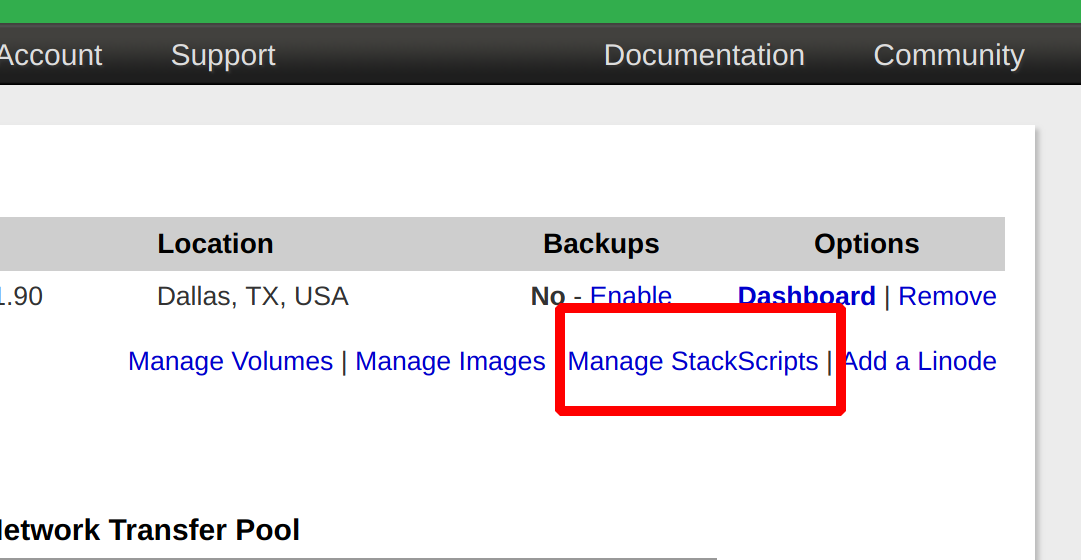 Account Support Documentation Community
Location Backups Options
1.90 Dallas, TX, USA No - Enable Dashboard | Remove
Manage Volumes | Manage Images Manage StackScripts | Add a Linode
Network Transfer Pool